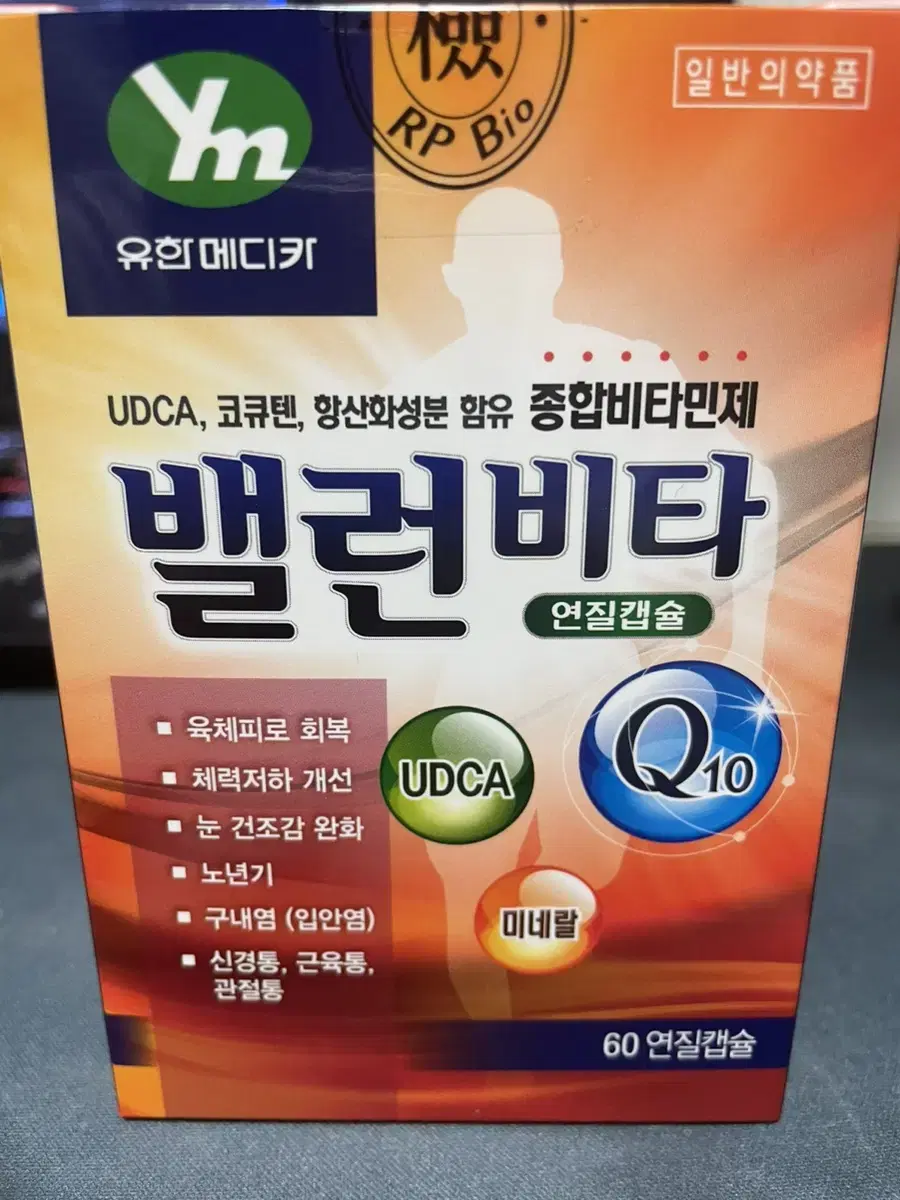 檢
RP Bio
일반의약품
Ym
유한메디카
UDCA, 코큐텐, 항산화성분 함유 종합비타민제
밸런비타
연질캡슐
■ 육체피로 회복
■ 체력저하 개선
■ 눈 건조감 완화
■ 노년기
■ 구내염 (입안염)
■ 신경통, 근육통,
관절통
UDCA
Q10
미네랄
60 연질캡슐